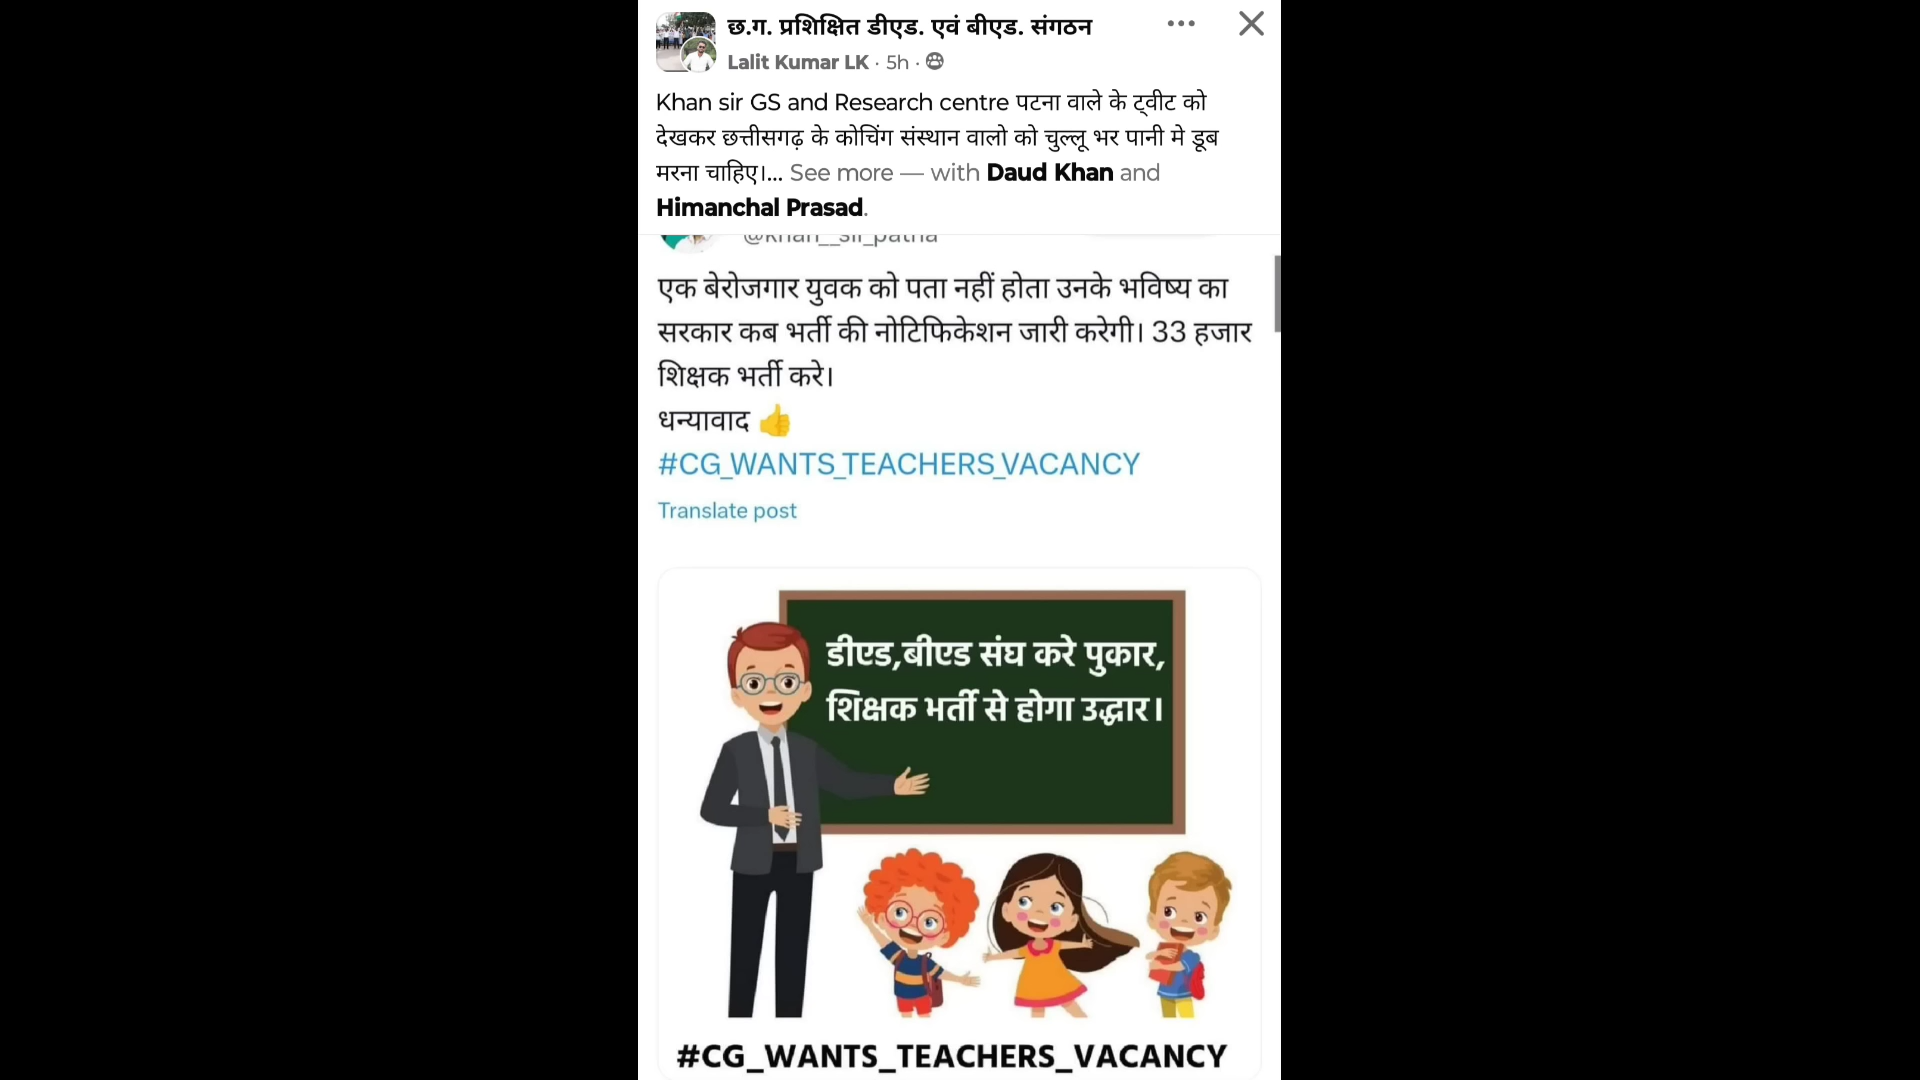 छ.ग. प्रशिक्षित डीएड. एवं बीएड. संगठन
Lalit Kumar LK · 5h ·
Khan sir GS and Research centre पटना वाले के ट्वीट को
देखकर छत्तीसगढ़ के कोचिंग संस्थान वालो को चुल्लू भर पानी मे डूब
मरना चाहिए।... See more — with Daud Khan and
Himanchal Prasad.
@khan__sir_patna
एक बेरोजगार युवक को पता नहीं होता उनके भविष्य का
सरकार कब भर्ती की नोटिफिकेशन जारी करेगी। 33 हजार
शिक्षक भर्ती करे।
धन्यावाद 👍
#CG_WANTS_TEACHERS_VACANCY
Translate post
डीएड,बीएड संघ करे पुकार,
शिक्षक भर्ती से होगा उद्धार।
#CG_WANTS_TEACHERS_VACANCY